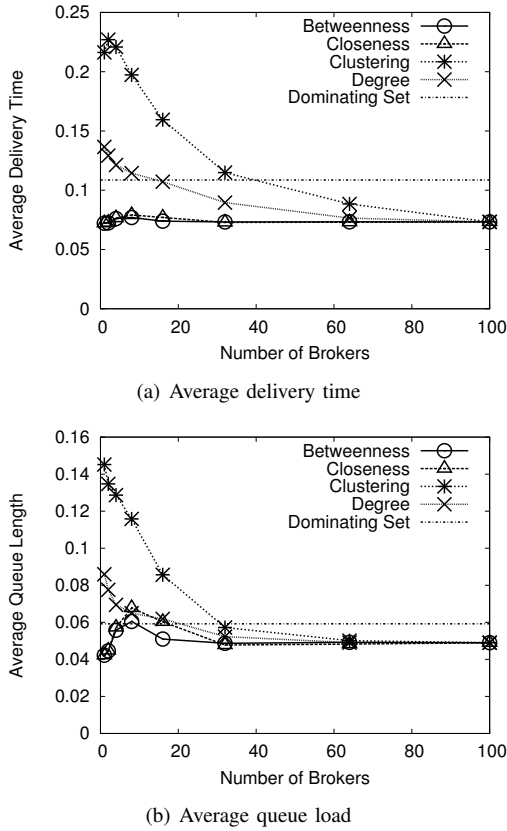 0.25
0.2
0.15
0.1
0.05
0
0 20 40 60 80 100
Average Delivery Time
Number of Brokers
Betweenness
Closeness
Clustering
Degree
Dominating Set
(a) Average delivery time
0.16
0.14
0.12
0.1
0.08
0.06
0.04
0.02
0
0 20 40 60 80 100
Average Queue Length
Number of Brokers
Betweenness
Closeness
Clustering
Degree
Dominating Set
(b) Average queue load